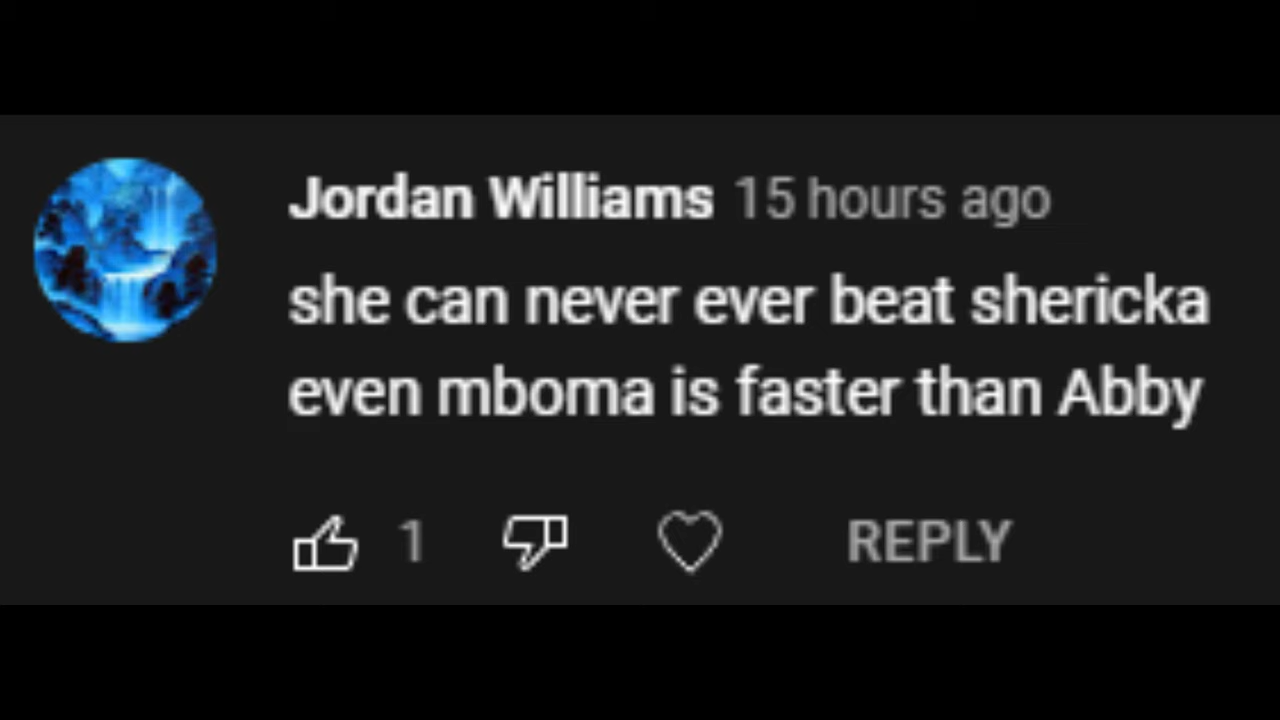 Jordan Williams 15 hours ago
she can never ever beat shericka
even mboma is faster than Abby
1 REPLY